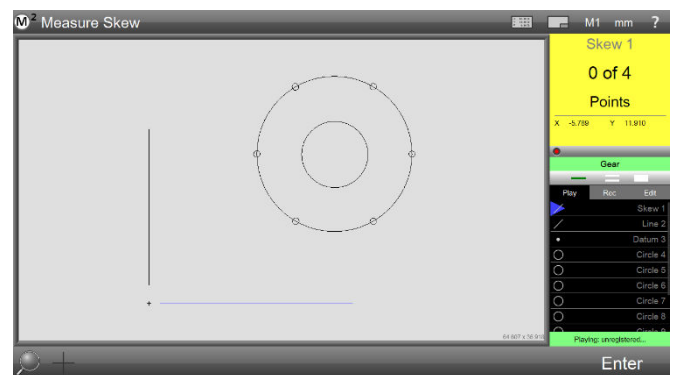 M² Measure Skew
M1 mm ?
Skew 1
0 of 4
Points
X -5.789 Y 11.910
Gear
Play Rec Edit
Skew 1
Line 2
Datum 3
Circle 4
Circle 5
Circle 6
Circle 7
Circle 8
Playing: unregistered...
Enter